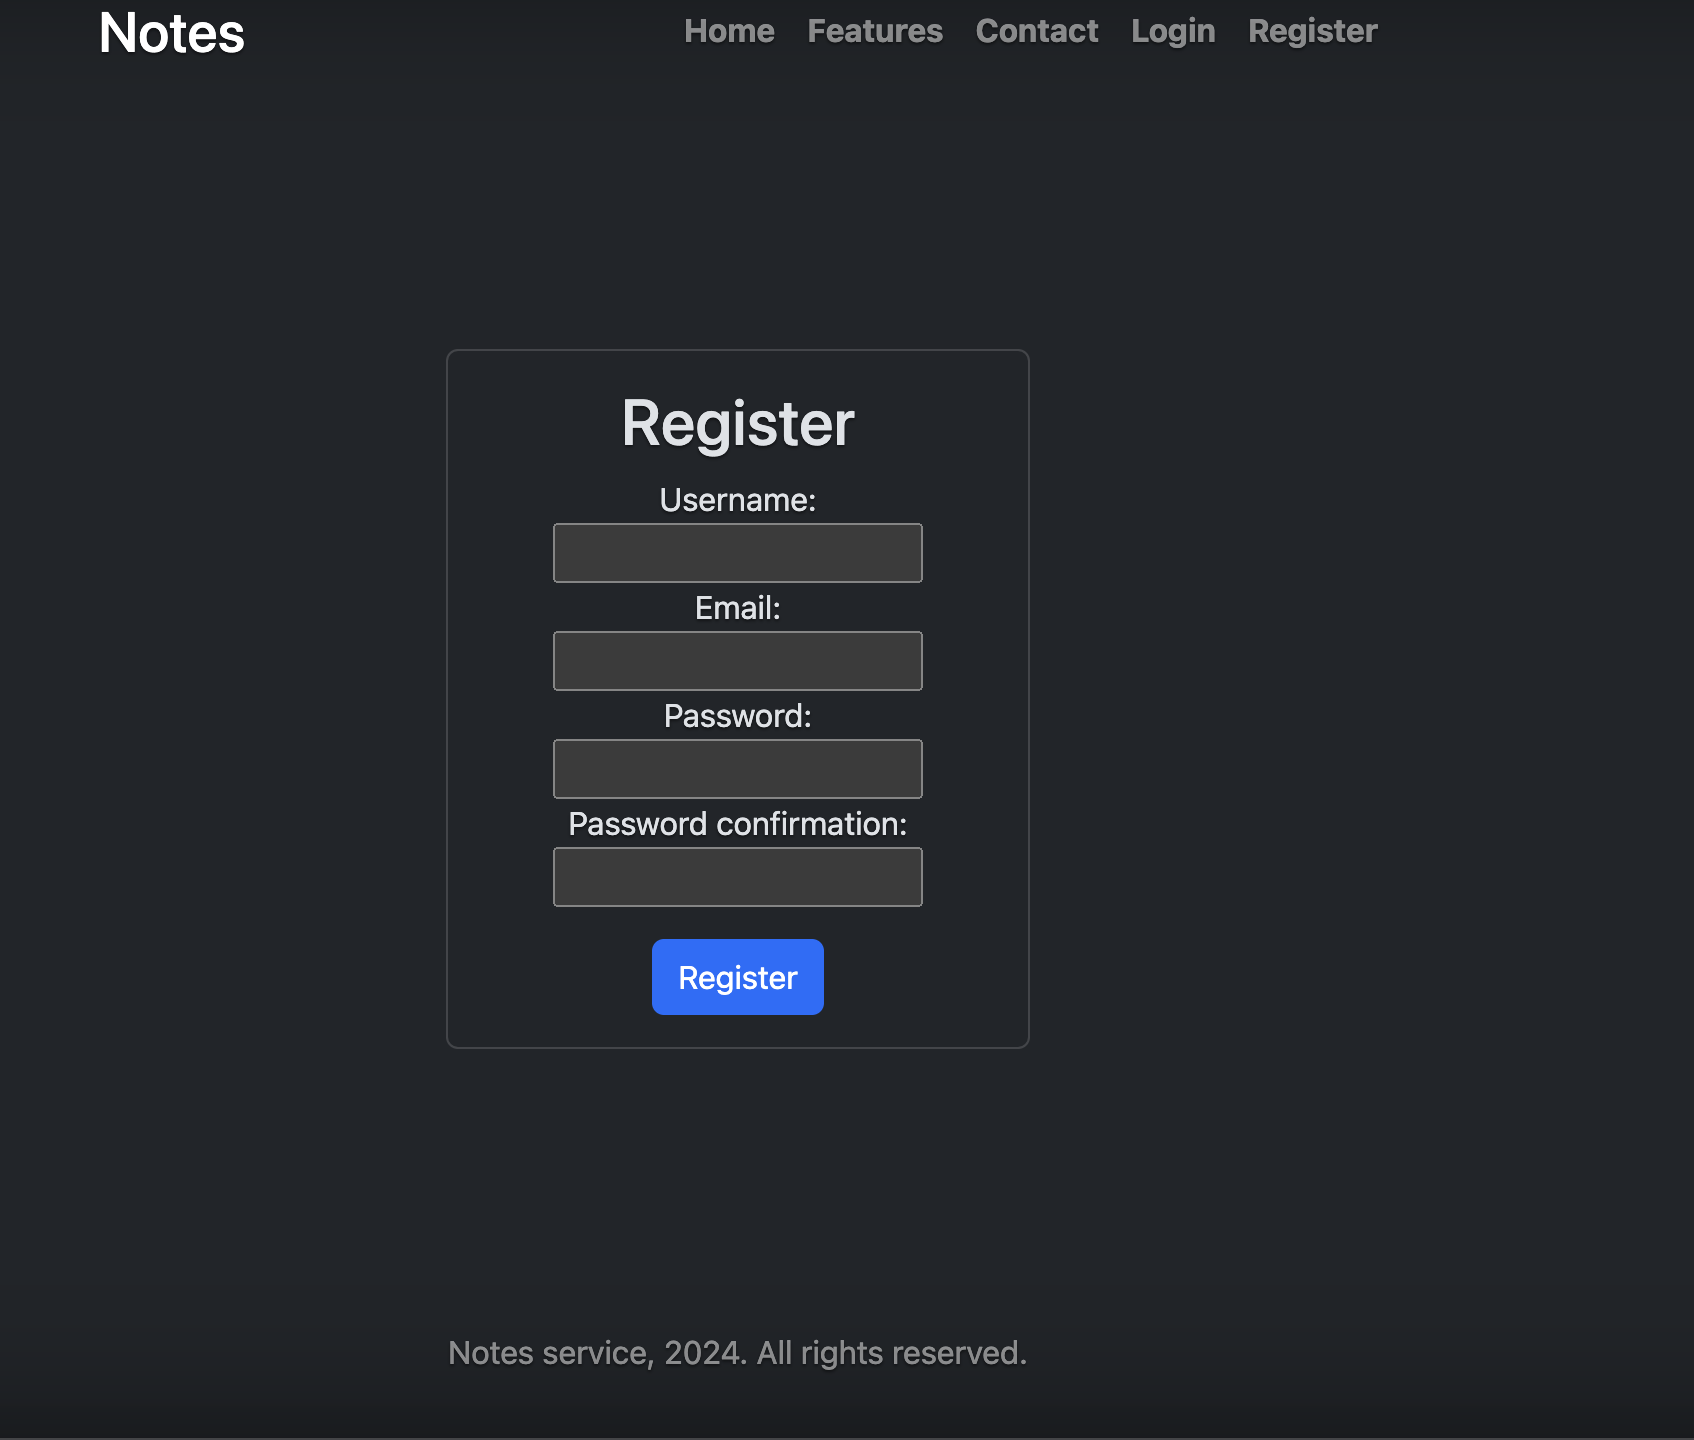 Notes
Home Features Contact Login Register
Register
Username:
Email:
Password:
Password confirmation:
Register
Notes service, 2024. All rights reserved.